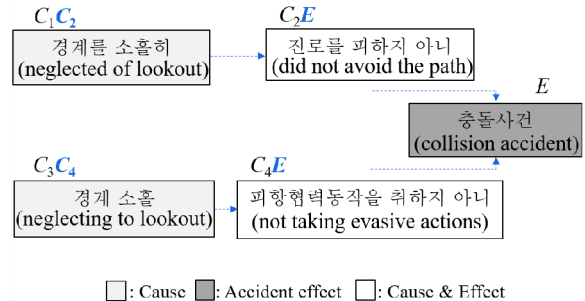 C₁C₂
경계를 소홀히
(neglected of lookout)
C₂E
진로를 피하지 아니
(did not avoid the path)
E
충돌사건
(collision accident)
C₃C₄
경계 소홀
(neglecting to lookout)
C₄E
피항협력동작을 취하지 아니
(not taking evasive actions)
: Cause
: Accident effect
: Cause & Effect